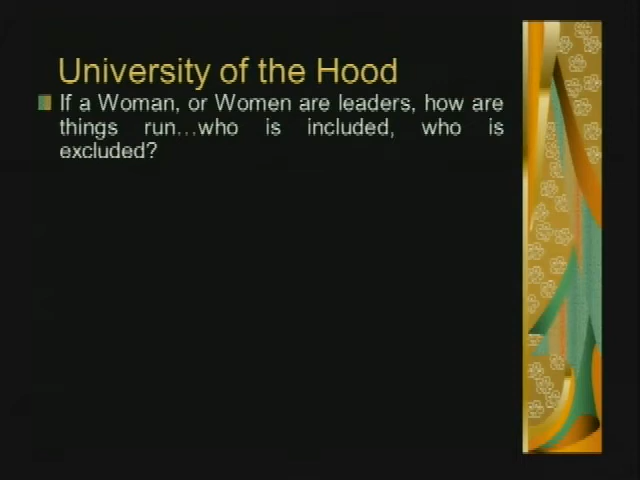 University of the Hood
If a Woman, or Women are leaders, how are
things run...who is included, who is
excluded?